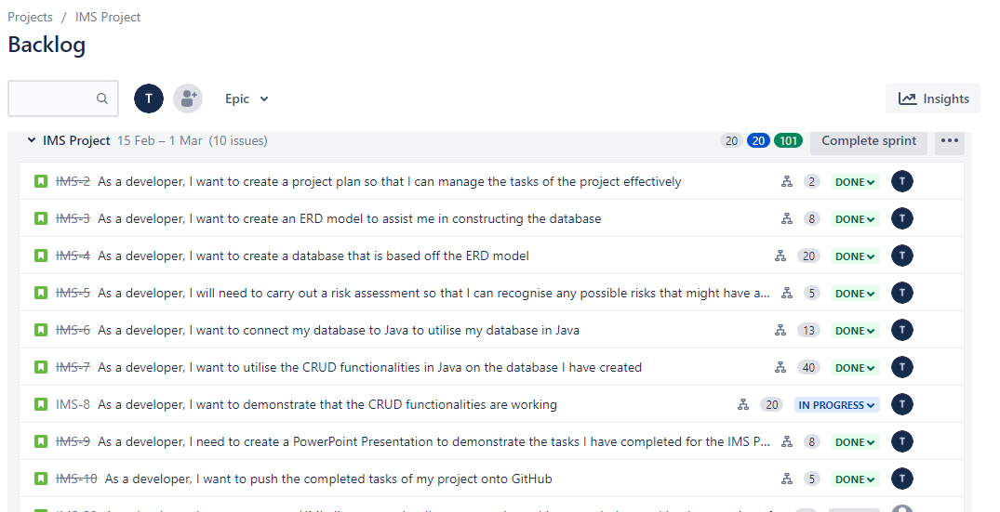 Projects / IMS Project
Backlog
T Epic Insights
IMS Project 15 Feb – 1 Mar (10 issues) 20 20 101 Complete sprint
IMS-2 As a developer, I want to create a project plan so that I can manage the tasks of the project effectively 2 DONE T
IMS-3 As a developer, I want to create an ERD model to assist me in constructing the database 8 DONE T
IMS-4 As a developer, I want to create a database that is based off the ERD model 20 DONE T
IMS-5 As a developer, I will need to carry out a risk assessment so that I can recognise any possible risks that might have a... 5 DONE T
IMS-6 As a developer, I want to connect my database to Java to utilise my database in Java 13 DONE T
IMS-7 As a developer, I want to utilise the CRUD functionalities in Java on the database I have created 40 DONE T
IMS-8 As a developer, I want to demonstrate that the CRUD functionalities are working 20 IN PROGRESS T
IMS-9 As a developer, I need to create a PowerPoint Presentation to demonstrate the tasks I have completed for the IMS P... 8 DONE T
IMS-10 As a developer, I want to push the completed tasks of my project onto GitHub 5 DONE T